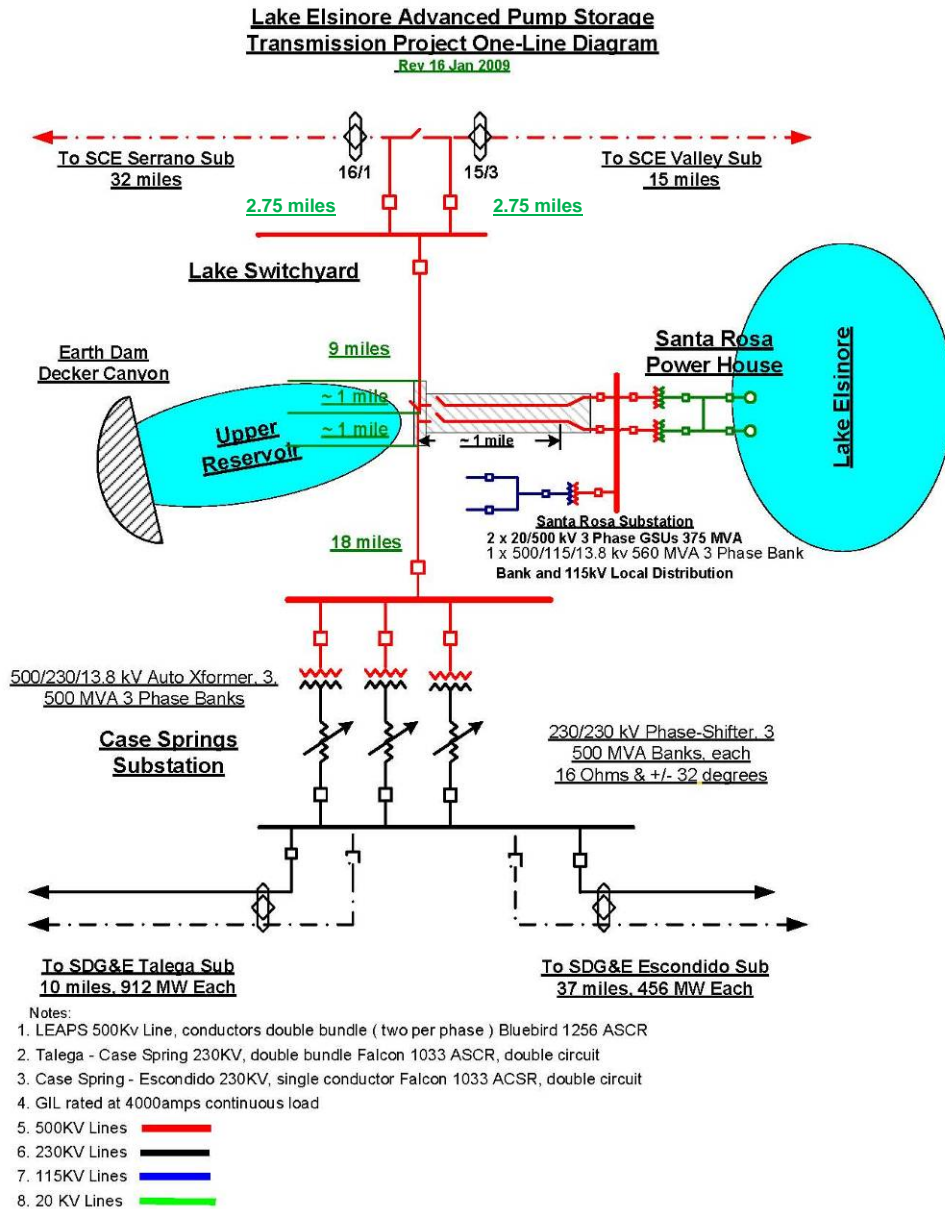 Lake Elsinore Advanced Pump Storage
Transmission Project One-Line Diagram
Rev 16 Jan 2009
To SCE Serrano Sub
32 miles
16/1
15/3
To SCE Valley Sub
15 miles
2.75 miles
2.75 miles
Lake Switchyard
Earth Dam
Decker Canyon
9 miles
~ 1 mile
~ 1 mile
Upper
Reservoir
~ 1 mile
Santa Rosa
Power House
Lake Elsinore
Santa Rosa Substation
2 x 20/500 kV 3 Phase GSUs 375 MVA
1 x 500/115/13.8 kv 560 MVA 3 Phase Bank
Bank and 115kV Local Distribution
18 miles
500/230/13.8 kV Auto Xformer, 3,
500 MVA 3 Phase Banks
Case Springs
Substation
230/230 kV Phase-Shifter, 3
500 MVA Banks, each
16 Ohms & +/- 32 degrees
To SDG&E Talega Sub
10 miles, 912 MW Each
To SDG&E Escondido Sub
37 miles, 456 MW Each
Notes:
1. LEAPS 500Kv Line, conductors double bundle ( two per phase ) Bluebird 1256 ASCR
2. Talega - Case Spring 230KV, double bundle Falcon 1033 ASCR, double circuit
3. Case Spring - Escondido 230KV, single conductor Falcon 1033 ACSR, double circuit
4. GIL rated at 4000amps continuous load
5. 500KV Lines
6. 230KV Lines
7. 115KV Lines
8. 20 KV Lines